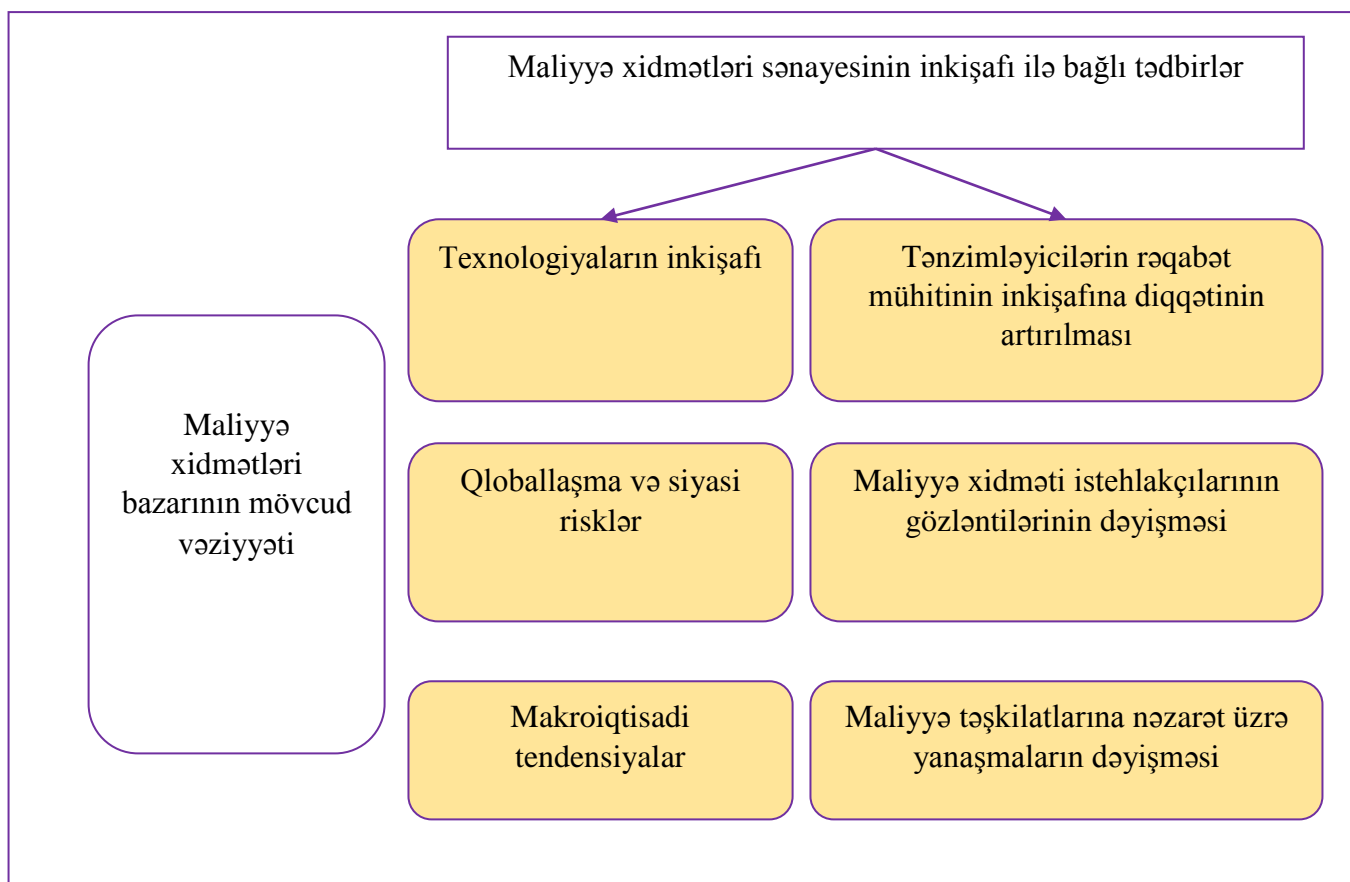 Maliyyə xidmətləri sənayesinin inkişafı ilə bağlı tədbirlər
Texnologiyaların inkişafı
Tənzimləyicilərin rəqabət
mühitinin inkişafına diqqətinin
artırılması
Maliyyə
xidmətləri
bazarının mövcud
vəziyyəti
Qloballaşma və siyasi
risklər
Maliyyə xidməti istehlakçılarının
gözləntilərinin dəyişməsi
Makroiqtisadi
tendensiyalar
Maliyyə təşkilatlarına nəzarət üzrə
yanaşmaların dəyişməsi